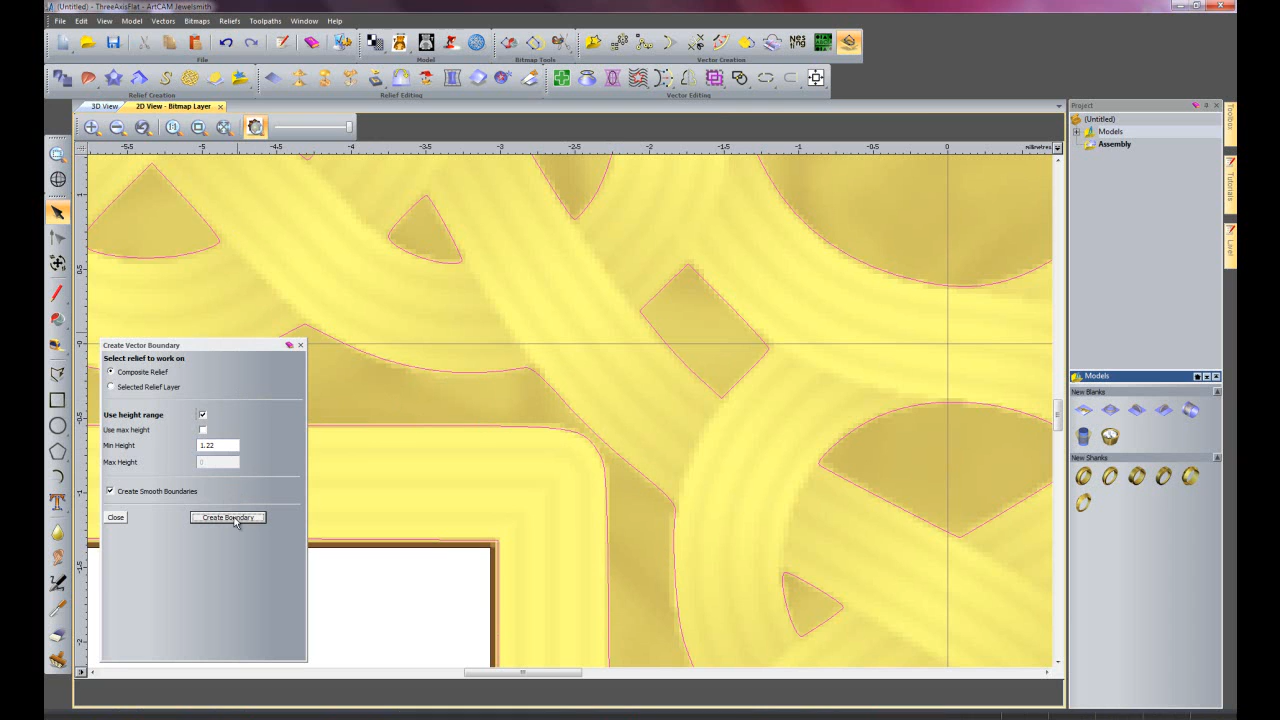 (Untitled) - ThreeAxisFlat - ArtCAM Jewelsmith
File Edit View Model Vectors Bitmaps Reliefs Toolpaths Window Help
File Model Bitmap Tools Vector Creation
Relief Creation Relief Editing Vector Editing
3D View 2D View - Bitmap Layer
-5.5 -5 -4.5 -4 -3.5 -3 -2.5 -2 -1.5 -1 -0.5 0 0.5 millimetres
Project
(Untitled)
Models
Assembly
Toolbox
Tutorials
Layer
Create Vector Boundary
Select relief to work on
Composite Relief
Selected Relief Layer
Use height range
Use max height
Min Height 1.22
Max Height 0
Create Smooth Boundaries
Close Create Boundary
Models
New Blanks
New Shanks